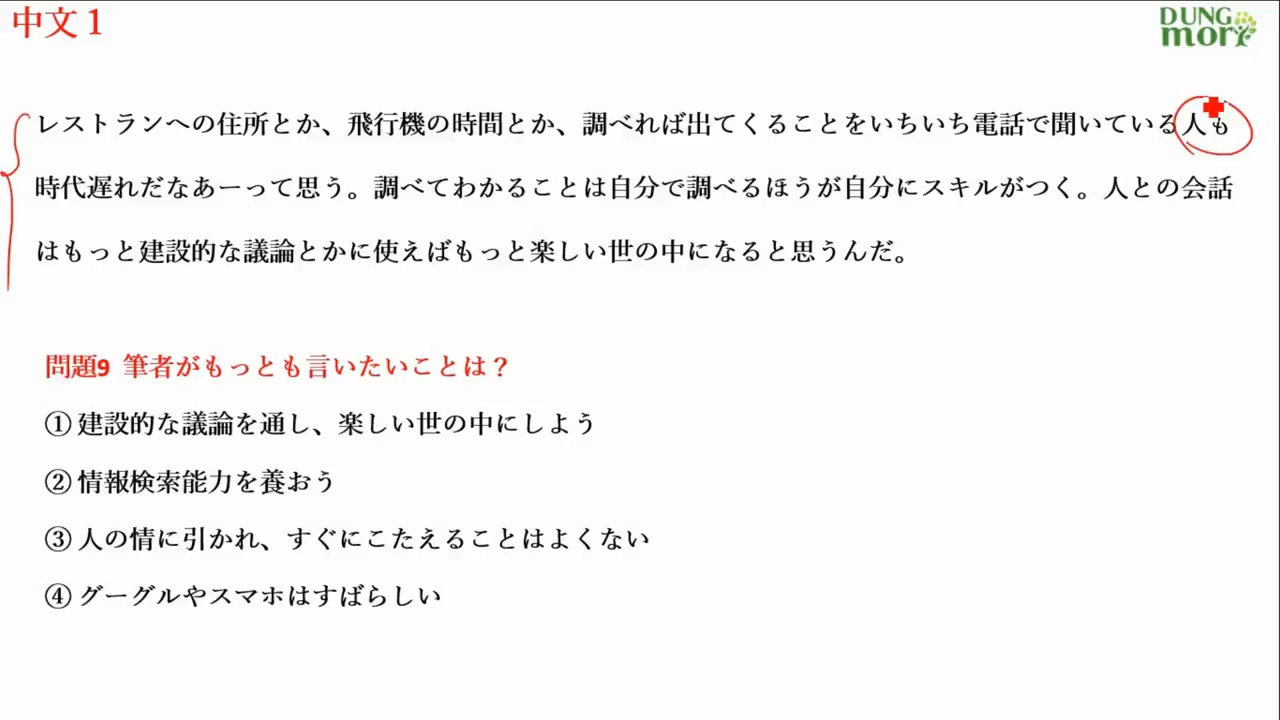 中文１
DUNG
mori
レストランへの住所とか、飛行機の時間とか、調べれば出てくることをいちいち電話で聞いている人も
時代遅れだなあーって思う。調べてわかることは自分で調べるほうが自分にスキルがつく。人との会話
はもっと建設的な議論とかに使えばもっと楽しい世の中になると思うんだ。
問題9 筆者がもっとも言いたいことは？
① 建設的な議論を通し、楽しい世の中にしよう
② 情報検索能力を養おう
③ 人の情に引かれ、すぐにこたえることはよくない
④ グーグルやスマホはすばらしい